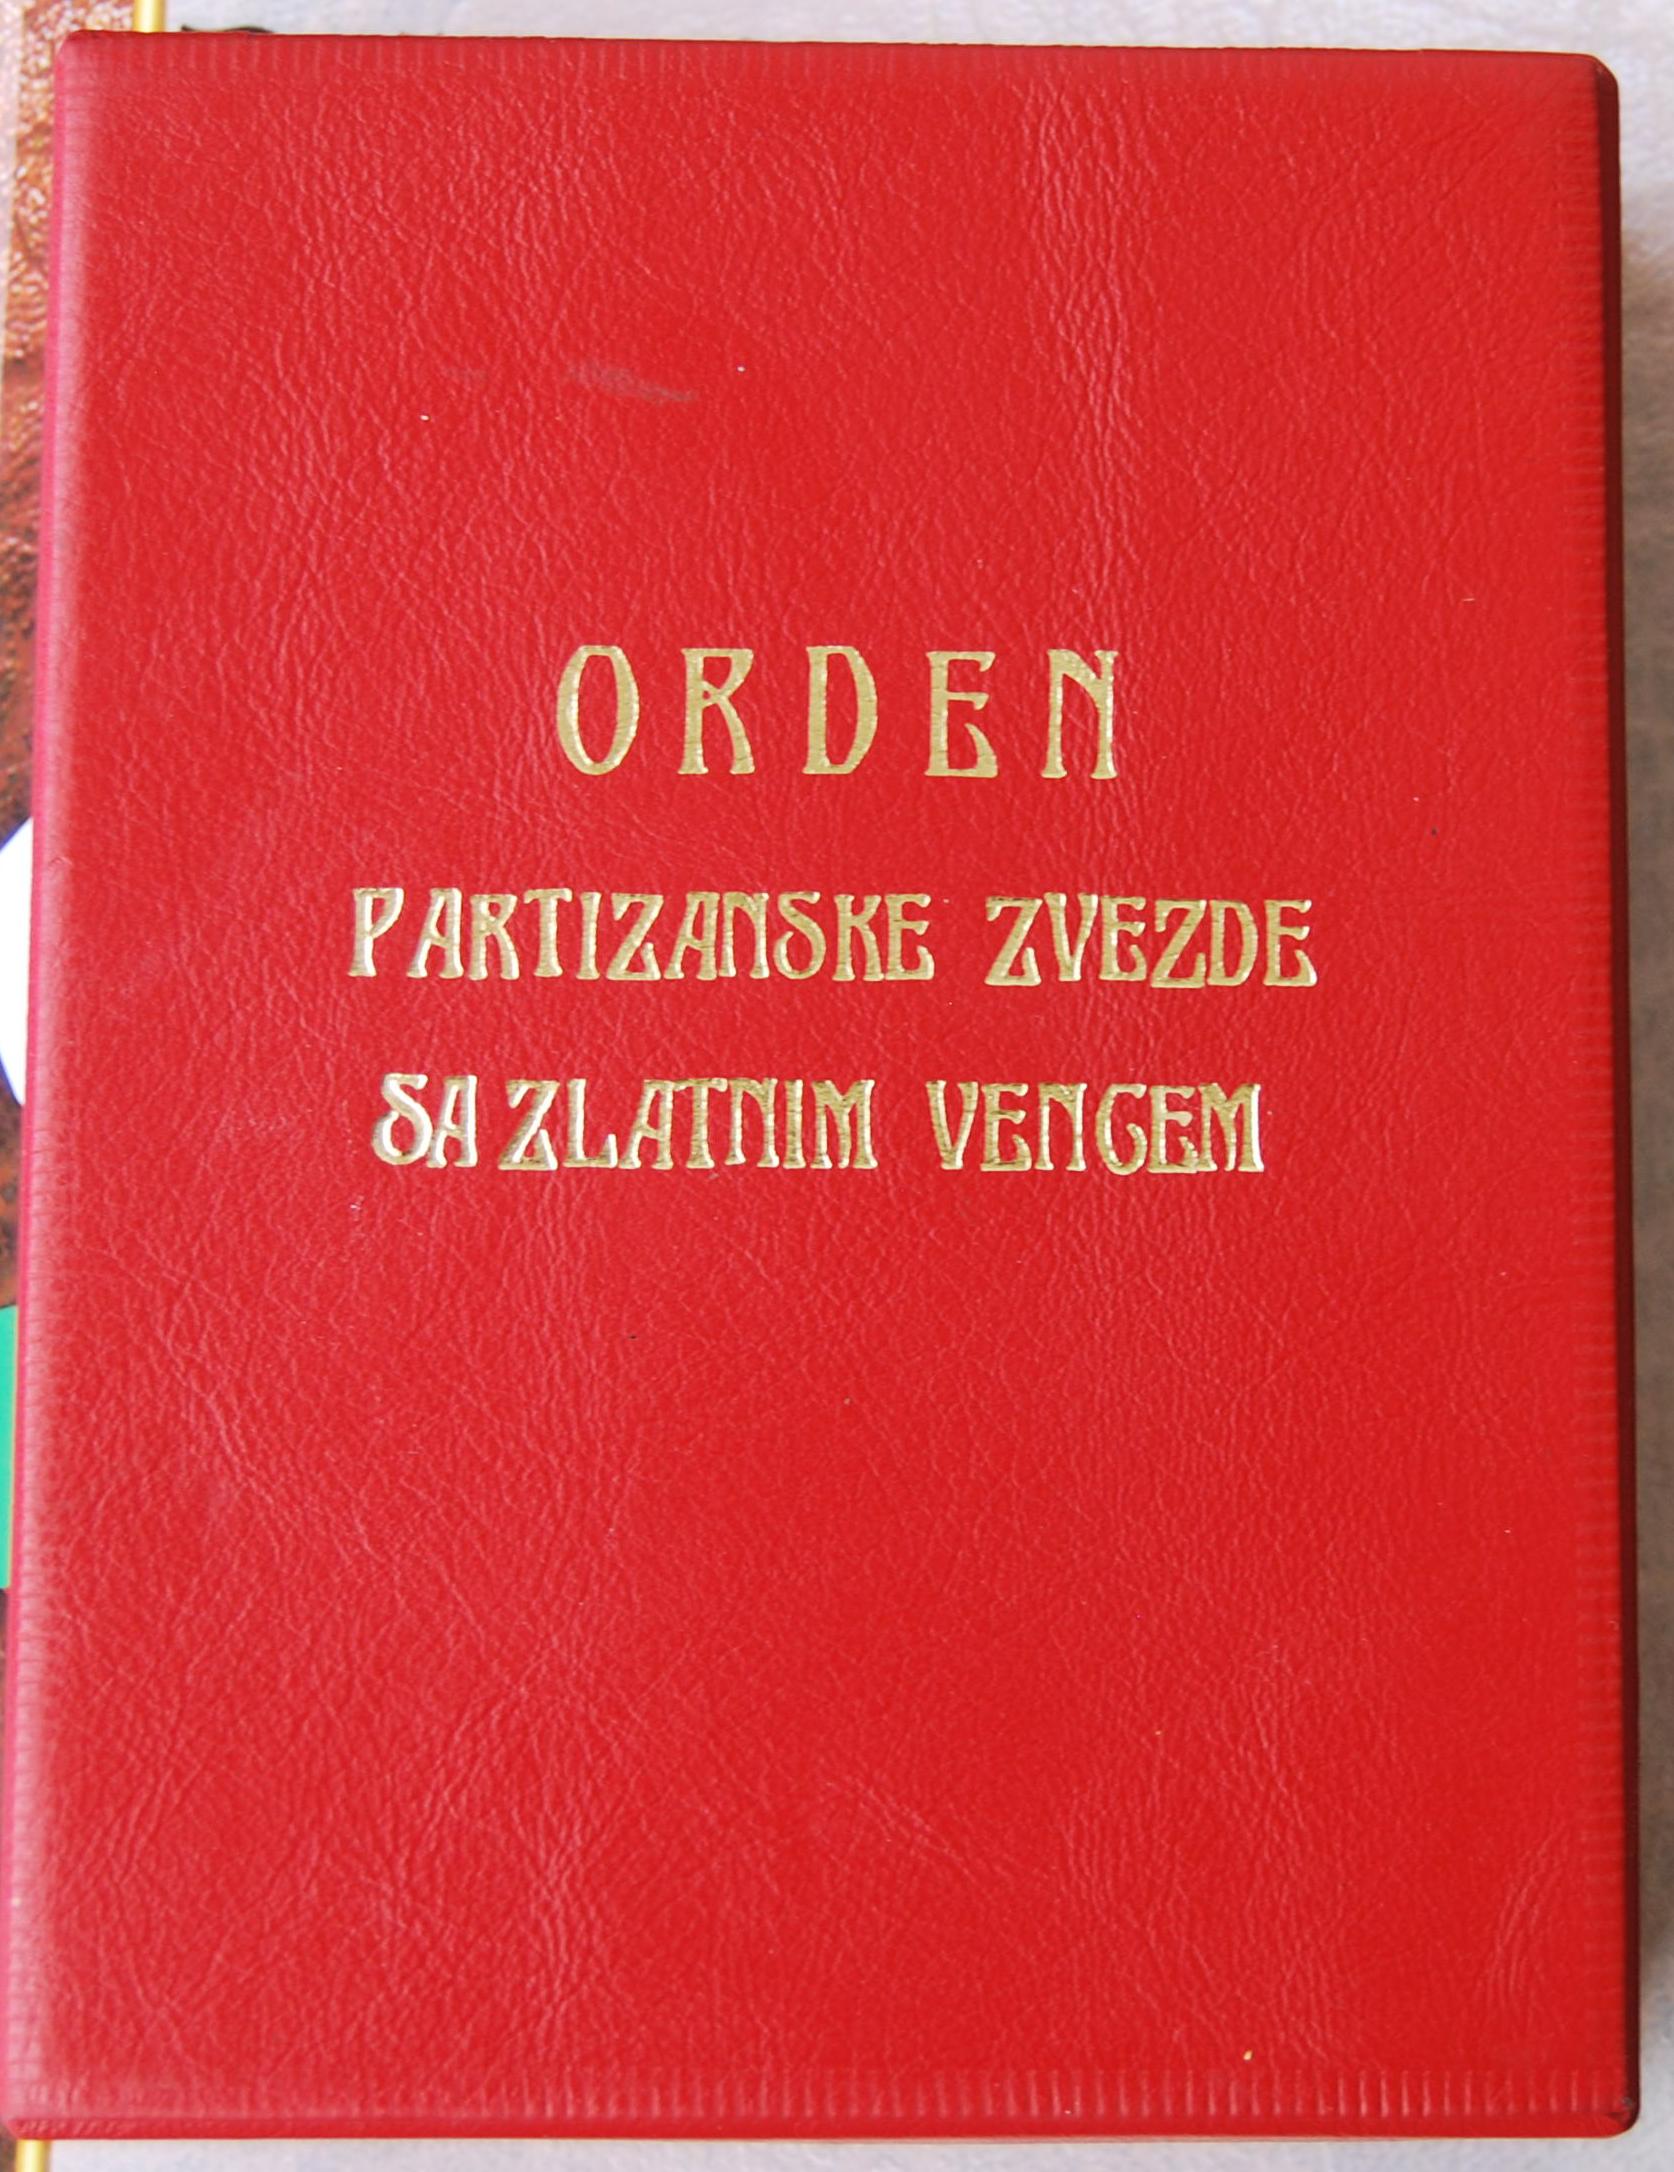 ORDEN
PARTIZANSKE ZVEZDE
SA ZLATNIM VENCEM